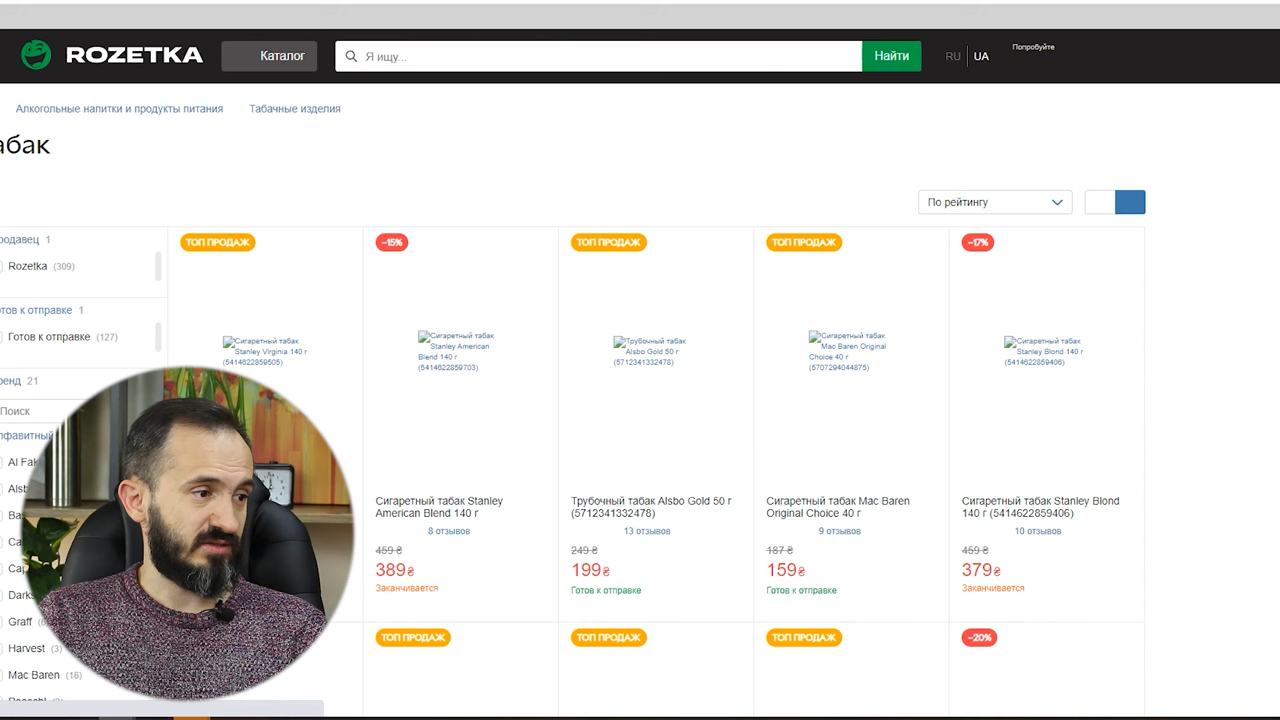 ROZETKA
Каталог
Я ищу...
Найти
RU
UA
Попробуйте
Алкогольные напитки и продукты питания
Табачные изделия
абак
По рейтингу
родавец 1
Rozetka (309)
тов к отправке 1
Готов к отправке (127)
ренд 21
Поиск
лфавитный
Al Fak
Alsb
Ba
Ca
Cap
Darks
Graff
Harvest (3)
Mac Baren (16)
ТОП ПРОДАЖ
Сигаретный табак
Stanley Virginia 140 г
(5414622859505)
−15%
Сигаретный табак
Stanley American
Blend 140 г
(5414622859703)
Сигаретный табак Stanley
American Blend 140 г
8 отзывов
459 ₴
389₴
Заканчивается
ТОП ПРОДАЖ
Трубочный табак
Alsbo Gold 50 г
(5712341332478)
Трубочный табак Alsbo Gold 50 г
(5712341332478)
13 отзывов
249 ₴
199₴
Готов к отправке
ТОП ПРОДАЖ
Сигаретный табак
Mac Baren Original
Choice 40 г
(5707294044875)
Сигаретный табак Mac Baren
Original Choice 40 г
9 отзывов
187 ₴
159₴
Готов к отправке
−17%
Сигаретный табак
Stanley Blond 140 г
(5414622859406)
Сигаретный табак Stanley Blond
140 г (5414622859406)
10 отзывов
459 ₴
379₴
Заканчивается
ТОП ПРОДАЖ
ТОП ПРОДАЖ
ТОП ПРОДАЖ
−20%